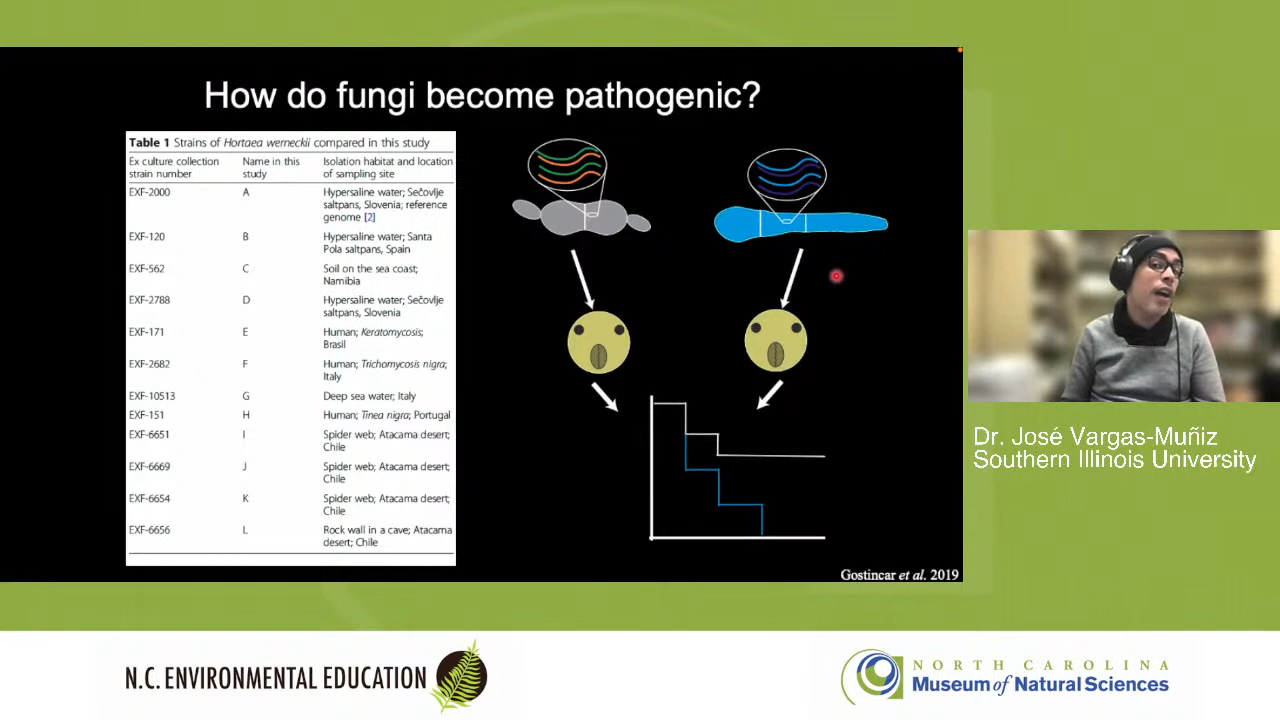 How do fungi become pathogenic?
Table 1 Strains of Hortaea werneckii compared in this study
Ex culture collection strain number Name in this study Isolation habitat and location of sampling site
EXF-2000 A Hypersaline water; Sečovlje
saltpans, Slovenia; reference
genome [2]
EXF-120 B Hypersaline water; Santa
Pola saltpans, Spain
EXF-562 C Soil on the sea coast;
Namibia
EXF-2788 D Hypersaline water; Sečovlje
saltpans, Slovenia
EXF-171 E Human; Keratomycosis;
Brasil
EXF-2682 F Human; Trichomycosis nigra;
Italy
EXF-10513 G Deep sea water; Italy
EXF-151 H Human; Tinea nigra; Portugal
EXF-6651 I Spider web; Atacama desert;
Chile
EXF-6669 J Spider web; Atacama desert;
Chile
EXF-6654 K Spider web; Atacama desert;
Chile
EXF-6656 L Rock wall in a cave; Atacama
desert; Chile
Gostincar et al. 2019
Dr. José Vargas-Muñiz
Southern Illinois University
N.C. ENVIRONMENTAL EDUCATION
NORTH CAROLINA
Museum of Natural Sciences